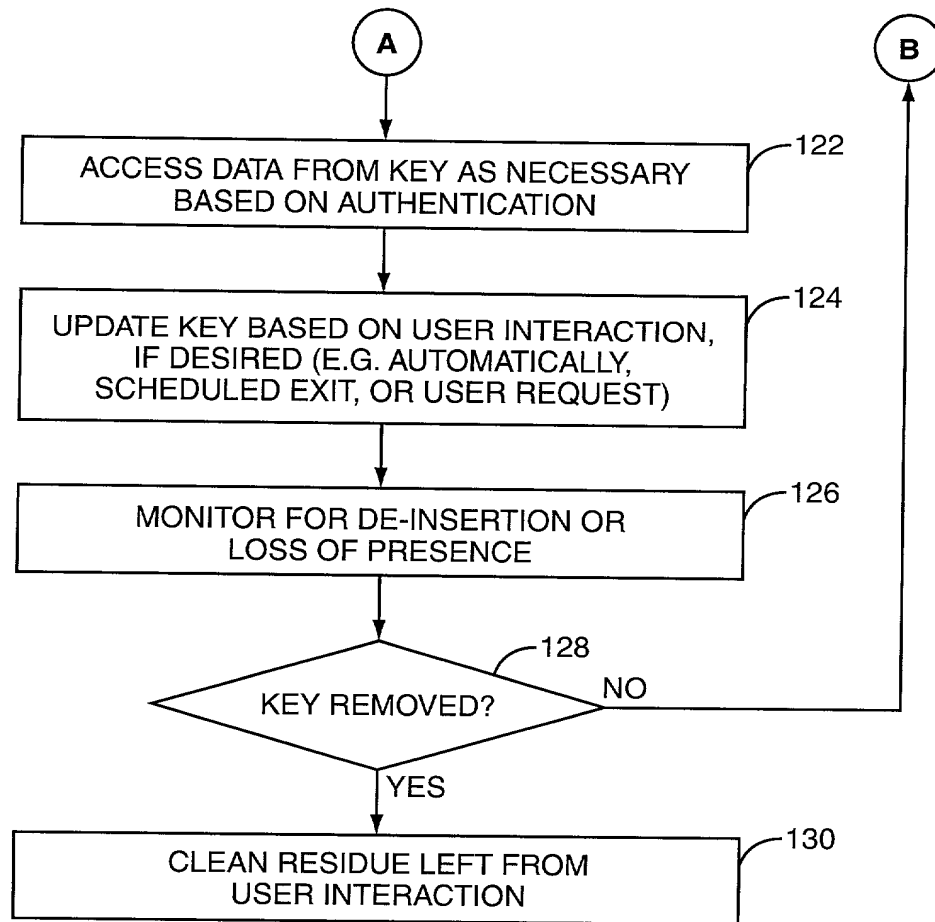 A
B
ACCESS DATA FROM KEY AS NECESSARY
BASED ON AUTHENTICATION
122
UPDATE KEY BASED ON USER INTERACTION,
IF DESIRED (E.G. AUTOMATICALLY,
SCHEDULED EXIT, OR USER REQUEST)
124
MONITOR FOR DE-INSERTION OR
LOSS OF PRESENCE
126
KEY REMOVED?
128
NO
YES
CLEAN RESIDUE LEFT FROM
USER INTERACTION
130